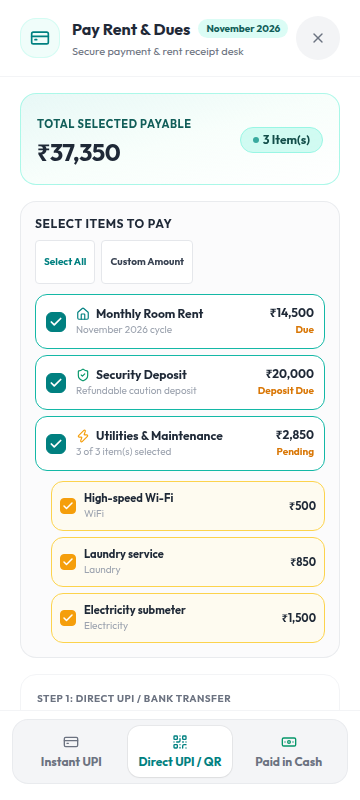 Pay Rent & Dues
November 2026
Secure payment & rent receipt desk
TOTAL SELECTED PAYABLE
₹37,350
3 Item(s)
SELECT ITEMS TO PAY
Select All
Custom Amount
Monthly Room Rent
₹14,500
November 2026 cycle
Due
Security Deposit
₹20,000
Refundable caution deposit
Deposit Due
Utilities & Maintenance
₹2,850
3 of 3 item(s) selected
Pending
High-speed Wi-Fi
WiFi
₹500
Laundry service
Laundry
₹850
Electricity submeter
Electricity
₹1,500
STEP 1: DIRECT UPI / BANK TRANSFER
Instant UPI
Direct UPI / QR
Paid in Cash